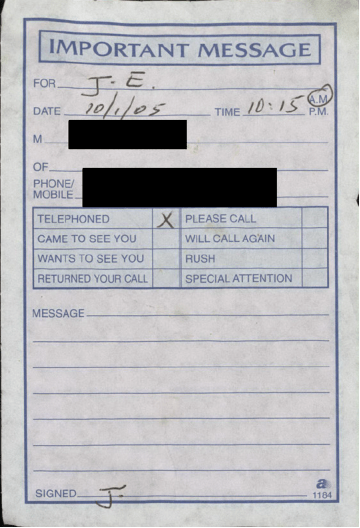 IMPORTANT MESSAGE
FOR J. E.
DATE 10/1/05 TIME 10:15 A.M.
P.M.
M
OF
PHONE/
MOBILE
TELEPHONED X PLEASE CALL
CAME TO SEE YOU WILL CALL AGAIN
WANTS TO SEE YOU RUSH
RETURNED YOUR CALL SPECIAL ATTENTION
MESSAGE
SIGNED J.
a
1184